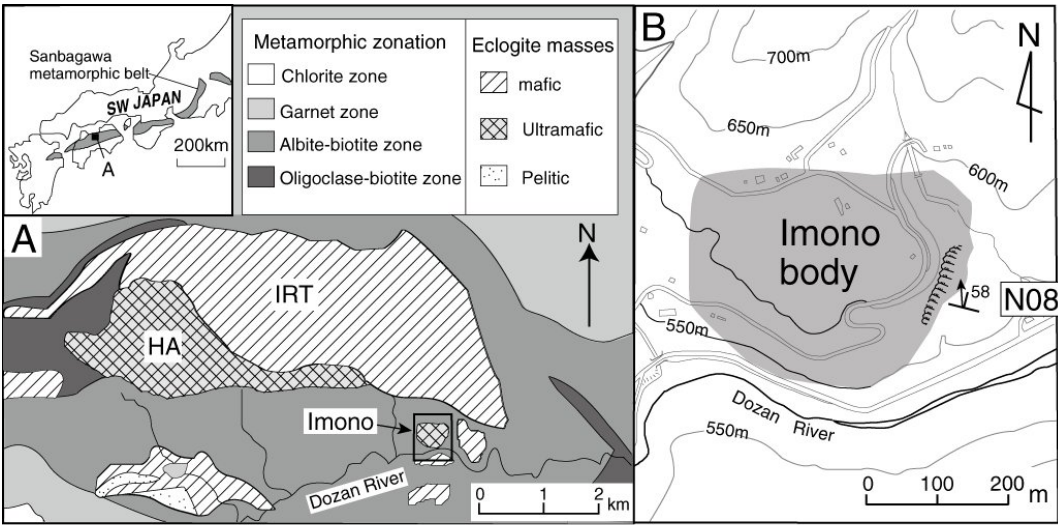 Sanbagawa
metamorphic belt
SW JAPAN
200km
A
Metamorphic zonation
Chlorite zone
Garnet zone
Albite-biotite zone
Oligoclase-biotite zone
Eclogite masses
mafic
Ultramafic
Pelitic
A
N
IRT
HA
Imono
Dozan River
0 1 2 km
B
N
700m
650m
600m
Imono
body
58
N08
550m
Dozan River
550m
0 100 200 m